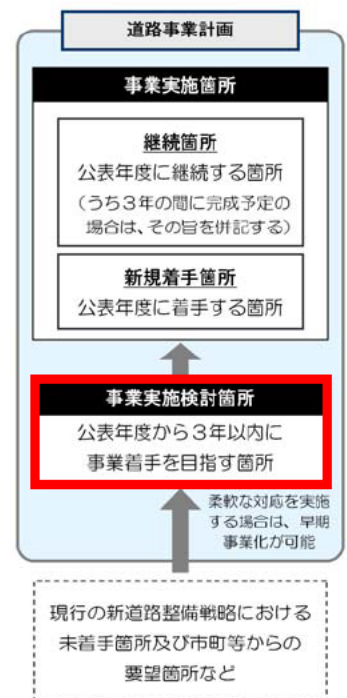 道路事業計画
事業実施箇所
継続箇所
公表年度に継続する箇所
（うち３年の間に完成予定の
場合は、その旨を併記する）
新規着手箇所
公表年度に着手する箇所
事業実施検討箇所
公表年度から３年以内に
事業着手を目指す箇所
柔軟な対応を実施
する場合は、早期
事業化が可能
現行の新道路整備戦略における
未着手箇所及び市町等からの
要望箇所など